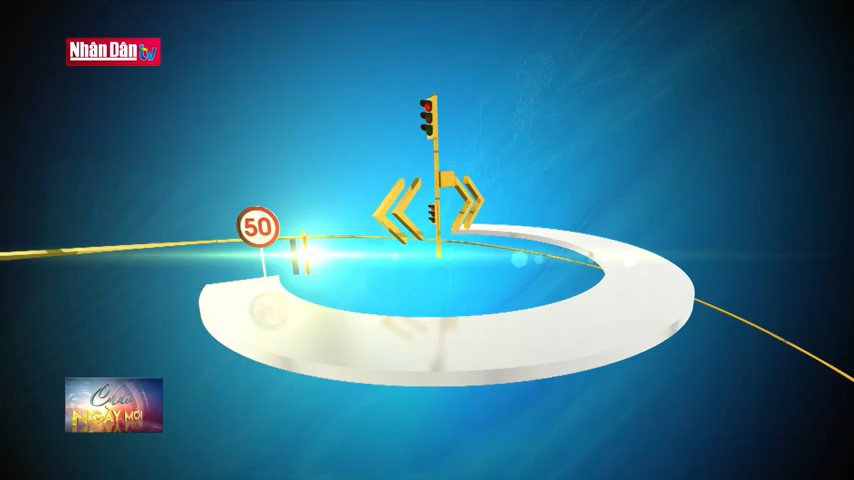 Nhân Dân tv
50
Chào
NGÀY MỚI